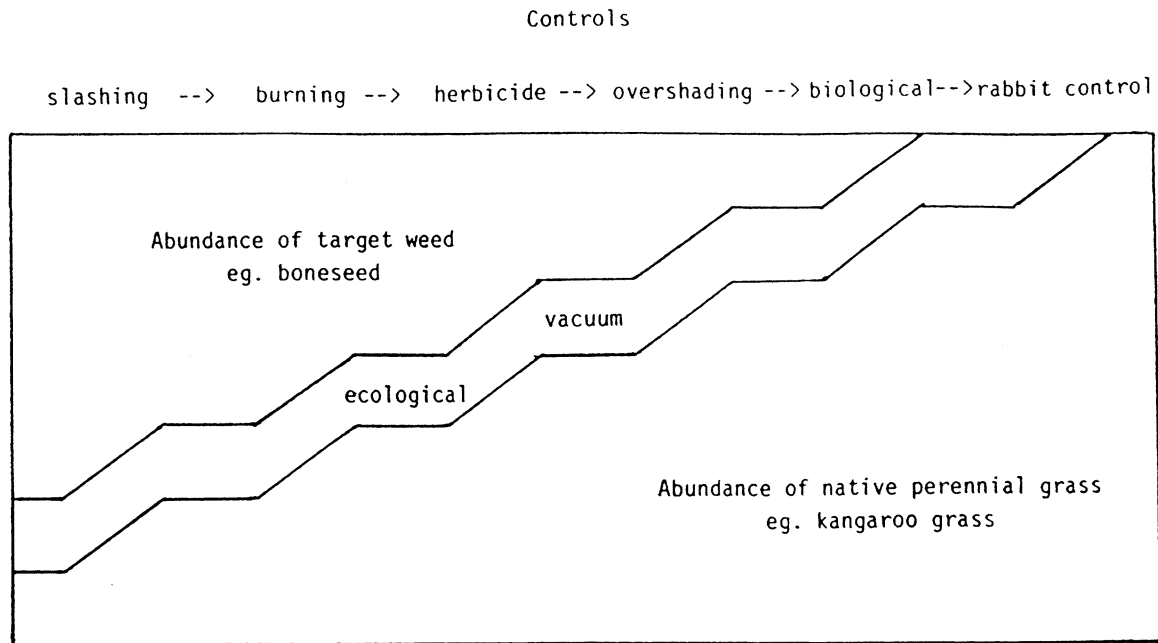 Controls
slashing --> burning --> herbicide --> overshading --> biological--> rabbit control
Abundance of target weed
eg. boneseed
vacuum
ecological
Abundance of native perennial grass
eg. kangaroo grass